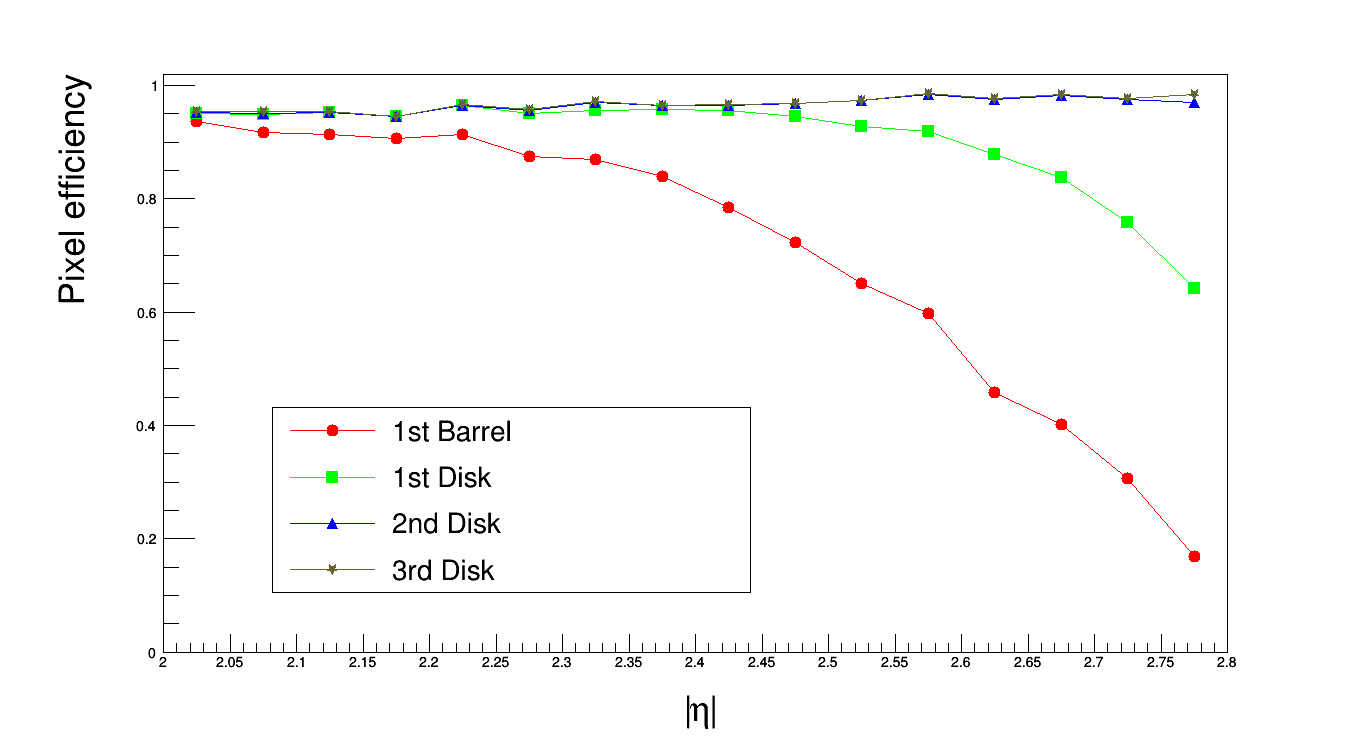 Pixel efficiency
1
0.8
0.6
0.4
0.2
0
1st Barrel
1st Disk
2nd Disk
3rd Disk
2 2.05 2.1 2.15 2.2 2.25 2.3 2.35 2.4 2.45 2.5 2.55 2.6 2.65 2.7 2.75 2.8
|η|